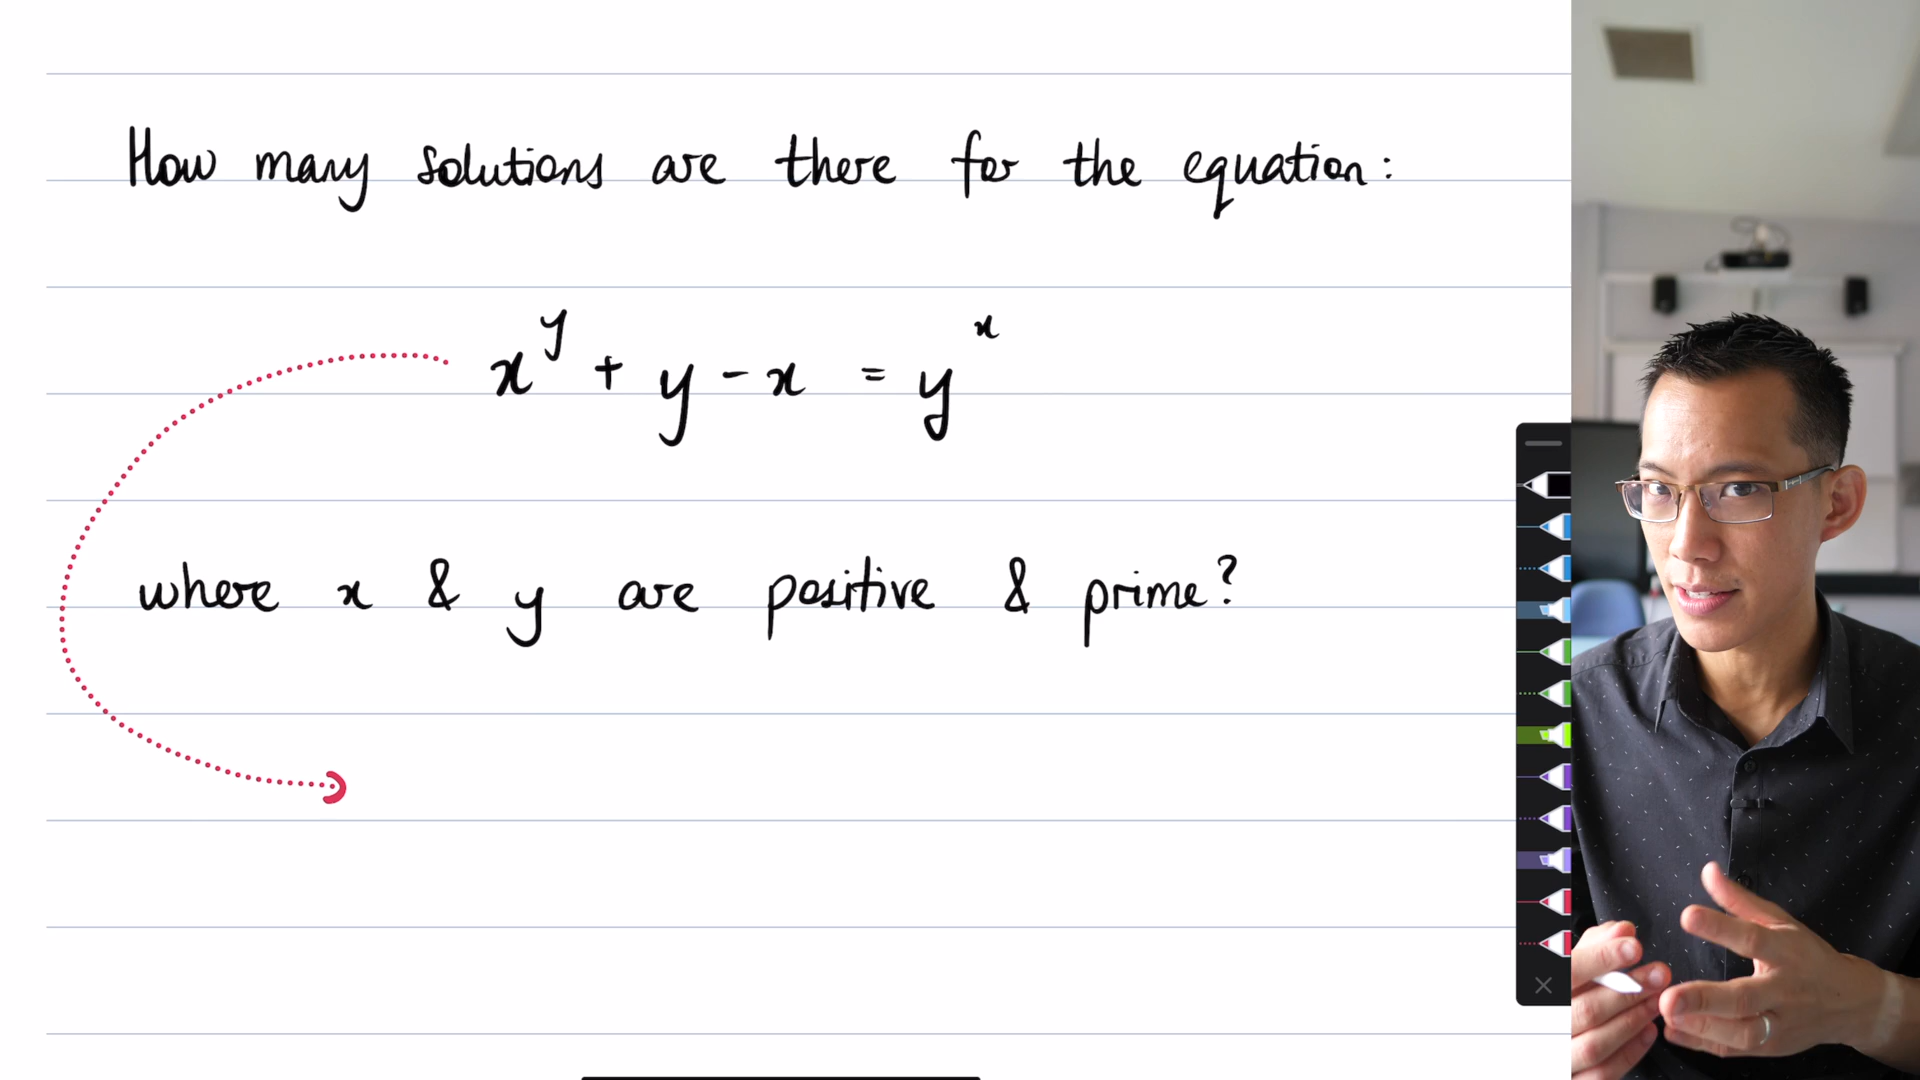 How many solutions are there for the equation:
x^y + y - x = y^x
where x & y are positive & prime?